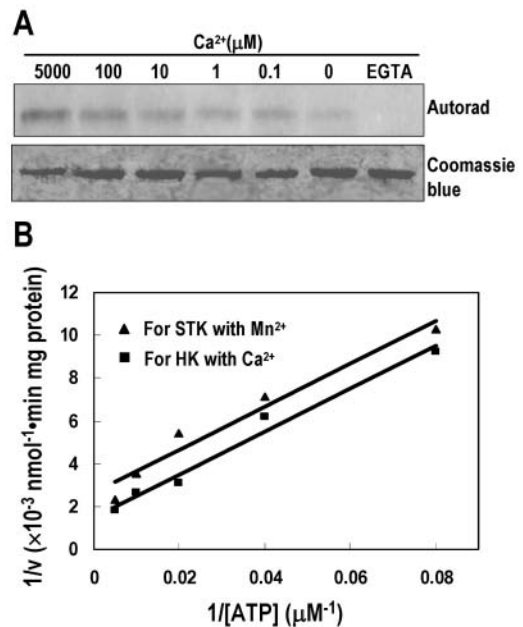 A
Ca²⁺(μM)
5000 100 10 1 0.1 0 EGTA
Autorad
Coomassie
blue
B
1/v (×10⁻³ nmol⁻¹•min mg protein)
12
10
8
6
4
2
0
For STK with Mn²⁺
For HK with Ca²⁺
0 0.02 0.04 0.06 0.08
1/[ATP] (μM⁻¹)